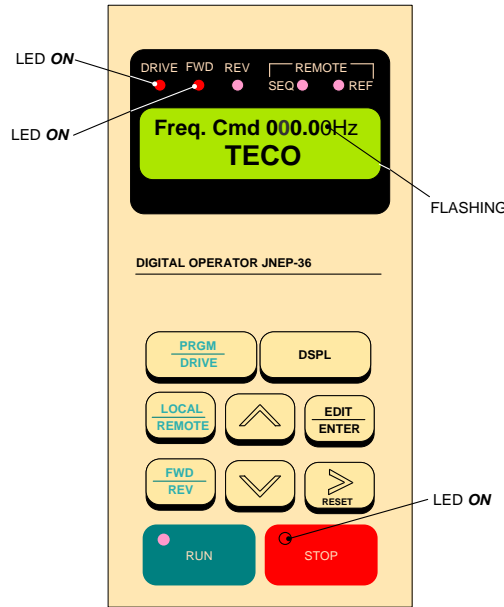 LED ON
DRIVE FWD REV REMOTE
SEQ REF
LED ON
Freq. Cmd 000.00Hz
TECO
FLASHING
DIGITAL OPERATOR JNEP-36
PRGM
DRIVE
DSPL
LOCAL
REMOTE
EDIT
ENTER
FWD
REV
RESET
LED ON
RUN
STOP